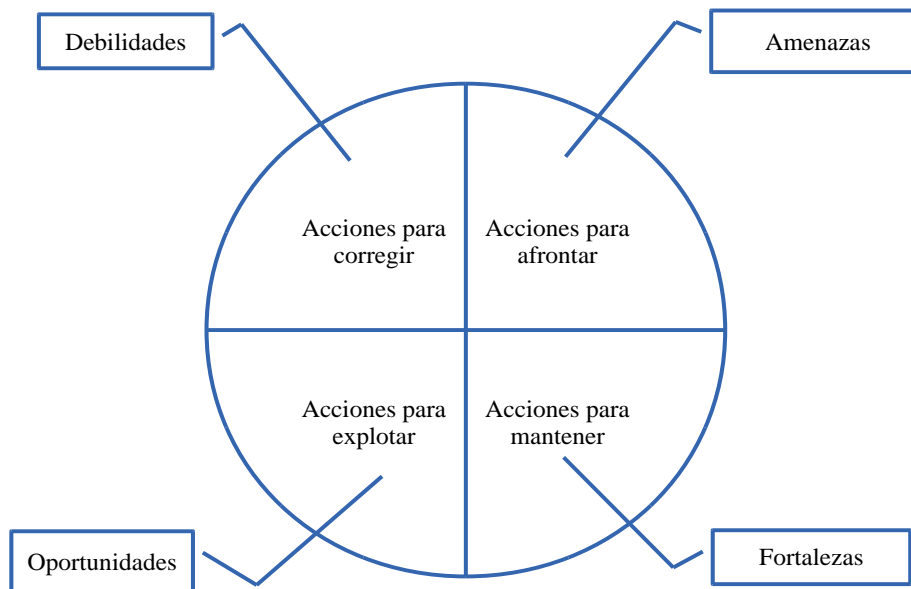 Debilidades
Amenazas
Acciones para
corregir
Acciones para
afrontar
Acciones para
explotar
Acciones para
mantener
Oportunidades
Fortalezas